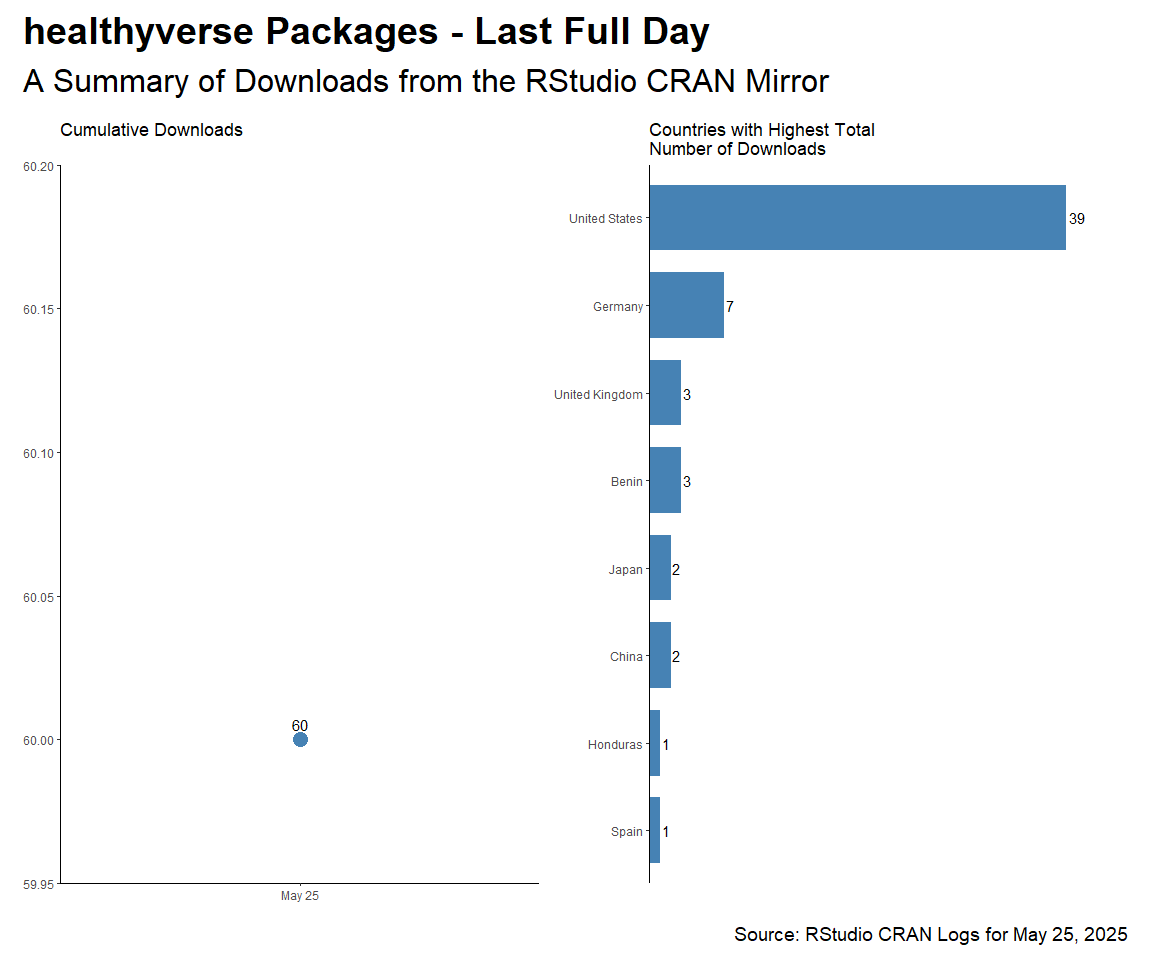 healthyverse Packages - Last Full Day
A Summary of Downloads from the RStudio CRAN Mirror
Cumulative Downloads
60.20
60.15
60.10
60.05
60.00
59.95
60
May 25
Countries with Highest Total
Number of Downloads
United States 39
Germany 7
United Kingdom 3
Benin 3
Japan 2
China 2
Honduras 1
Spain 1
Source: RStudio CRAN Logs for May 25, 2025